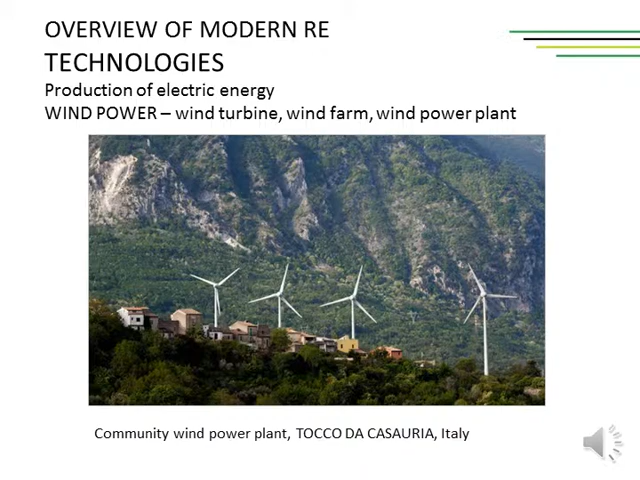 OVERVIEW OF MODERN RE
TECHNOLOGIES
Production of electric energy
WIND POWER – wind turbine, wind farm, wind power plant
Community wind power plant, TOCCO DA CASAURIA, Italy